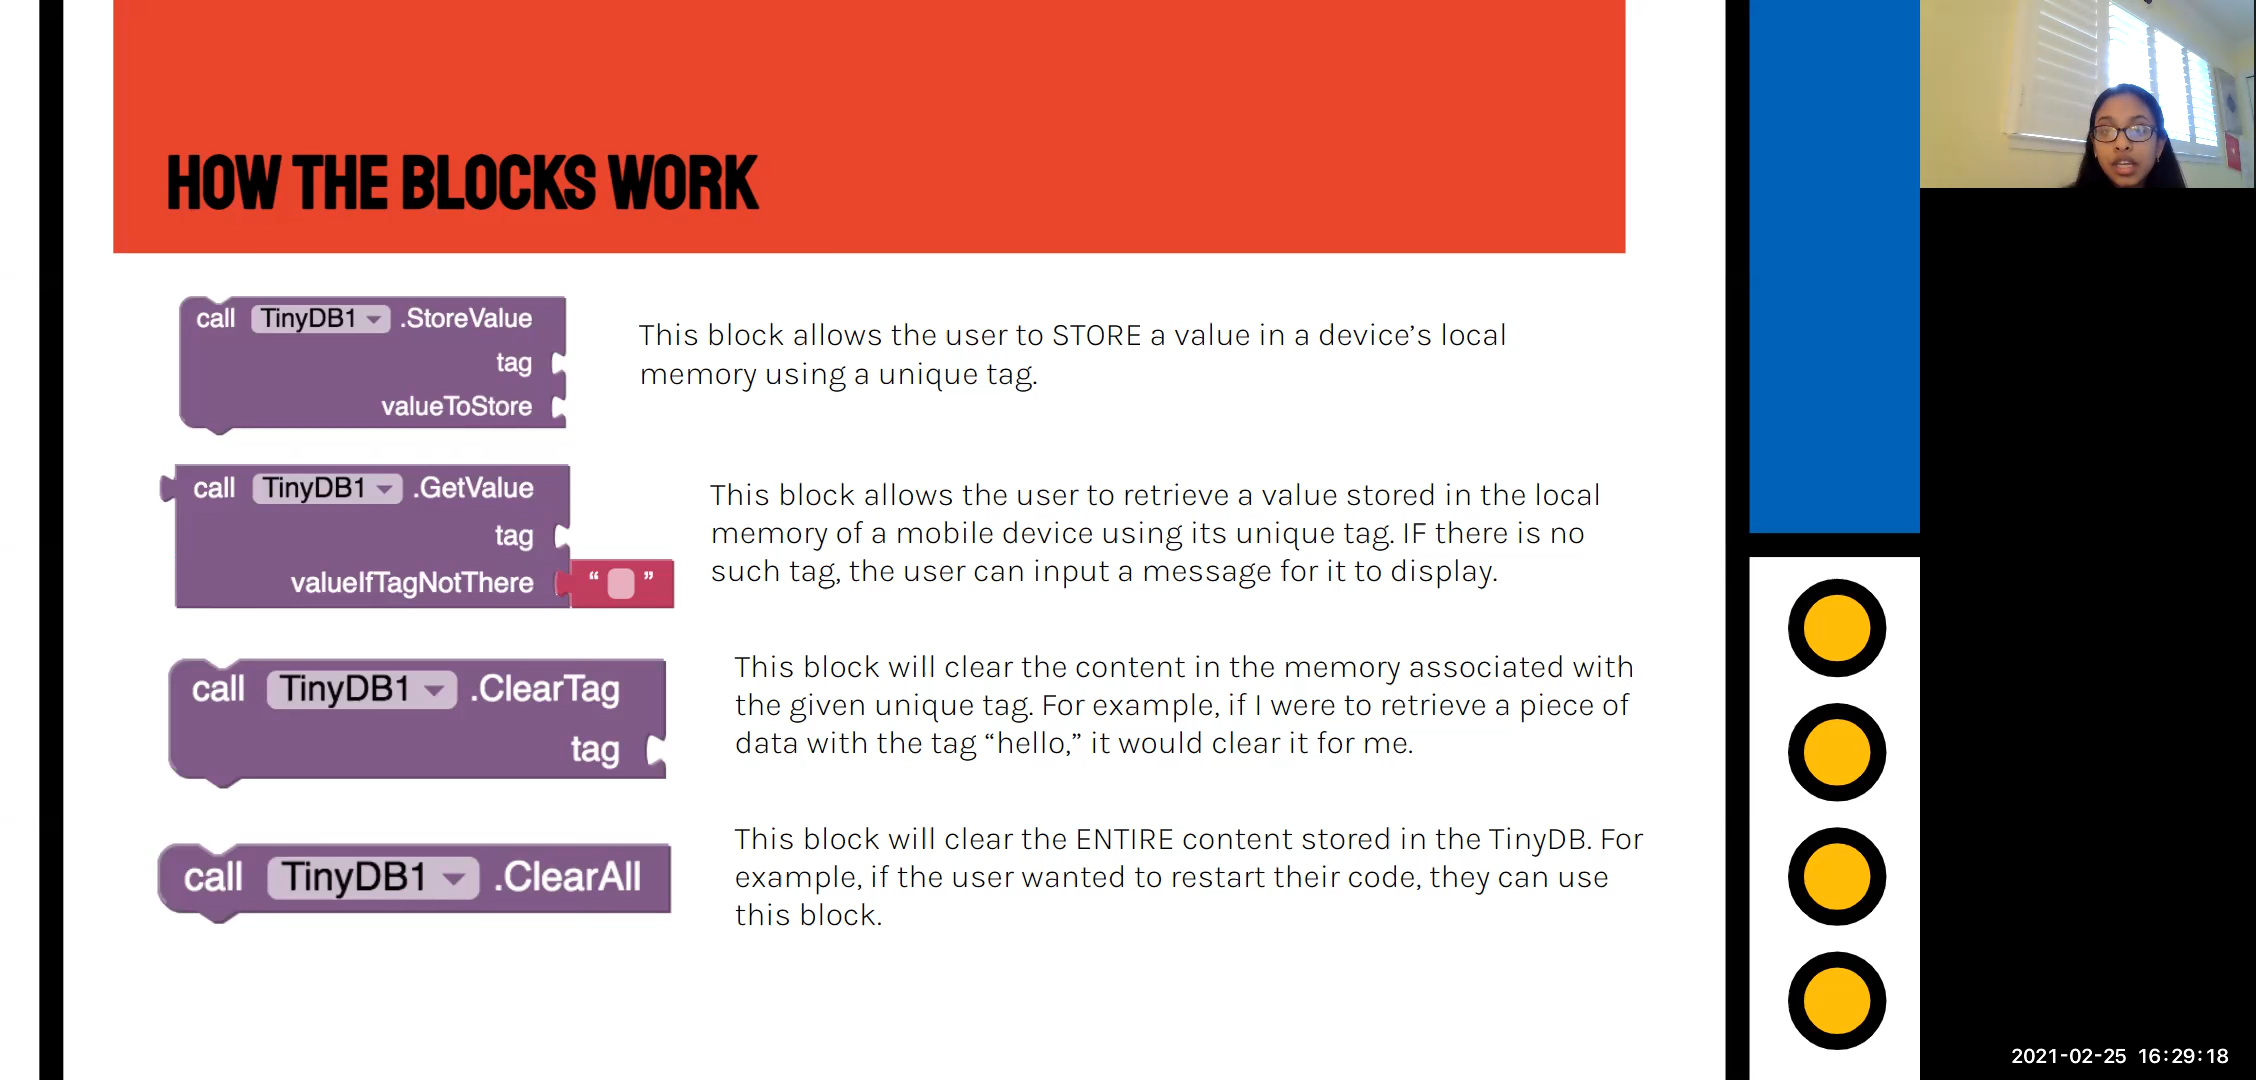 HOW THE BLOCKS WORK
call TinyDB1 .StoreValue
tag
valueToStore
This block allows the user to STORE a value in a device’s local
memory using a unique tag.
call TinyDB1 .GetValue
tag
valueIfTagNotThere “ ”
This block allows the user to retrieve a value stored in the local
memory of a mobile device using its unique tag. IF there is no
such tag, the user can input a message for it to display.
call TinyDB1 .ClearTag
tag
This block will clear the content in the memory associated with
the given unique tag. For example, if I were to retrieve a piece of
data with the tag “hello,” it would clear it for me.
call TinyDB1 .ClearAll
This block will clear the ENTIRE content stored in the TinyDB. For
example, if the user wanted to restart their code, they can use
this block.
2021-02-25 16:29:18